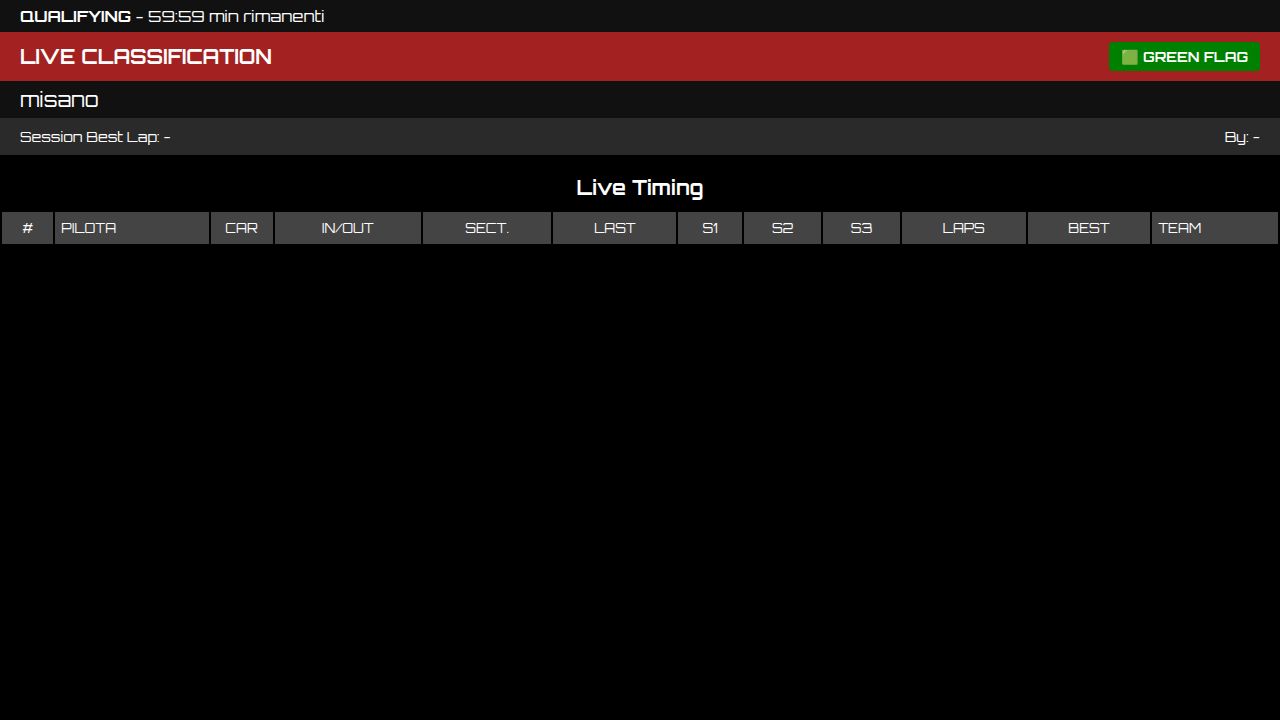 QUALIFYING - 59:59 min rimanenti
LIVE CLASSIFICATION
🟩 GREEN FLAG
misano
Session Best Lap: -
By: -
Live Timing
# PILOTA CAR IN/OUT SECT. LAST S1 S2 S3 LAPS BEST TEAM